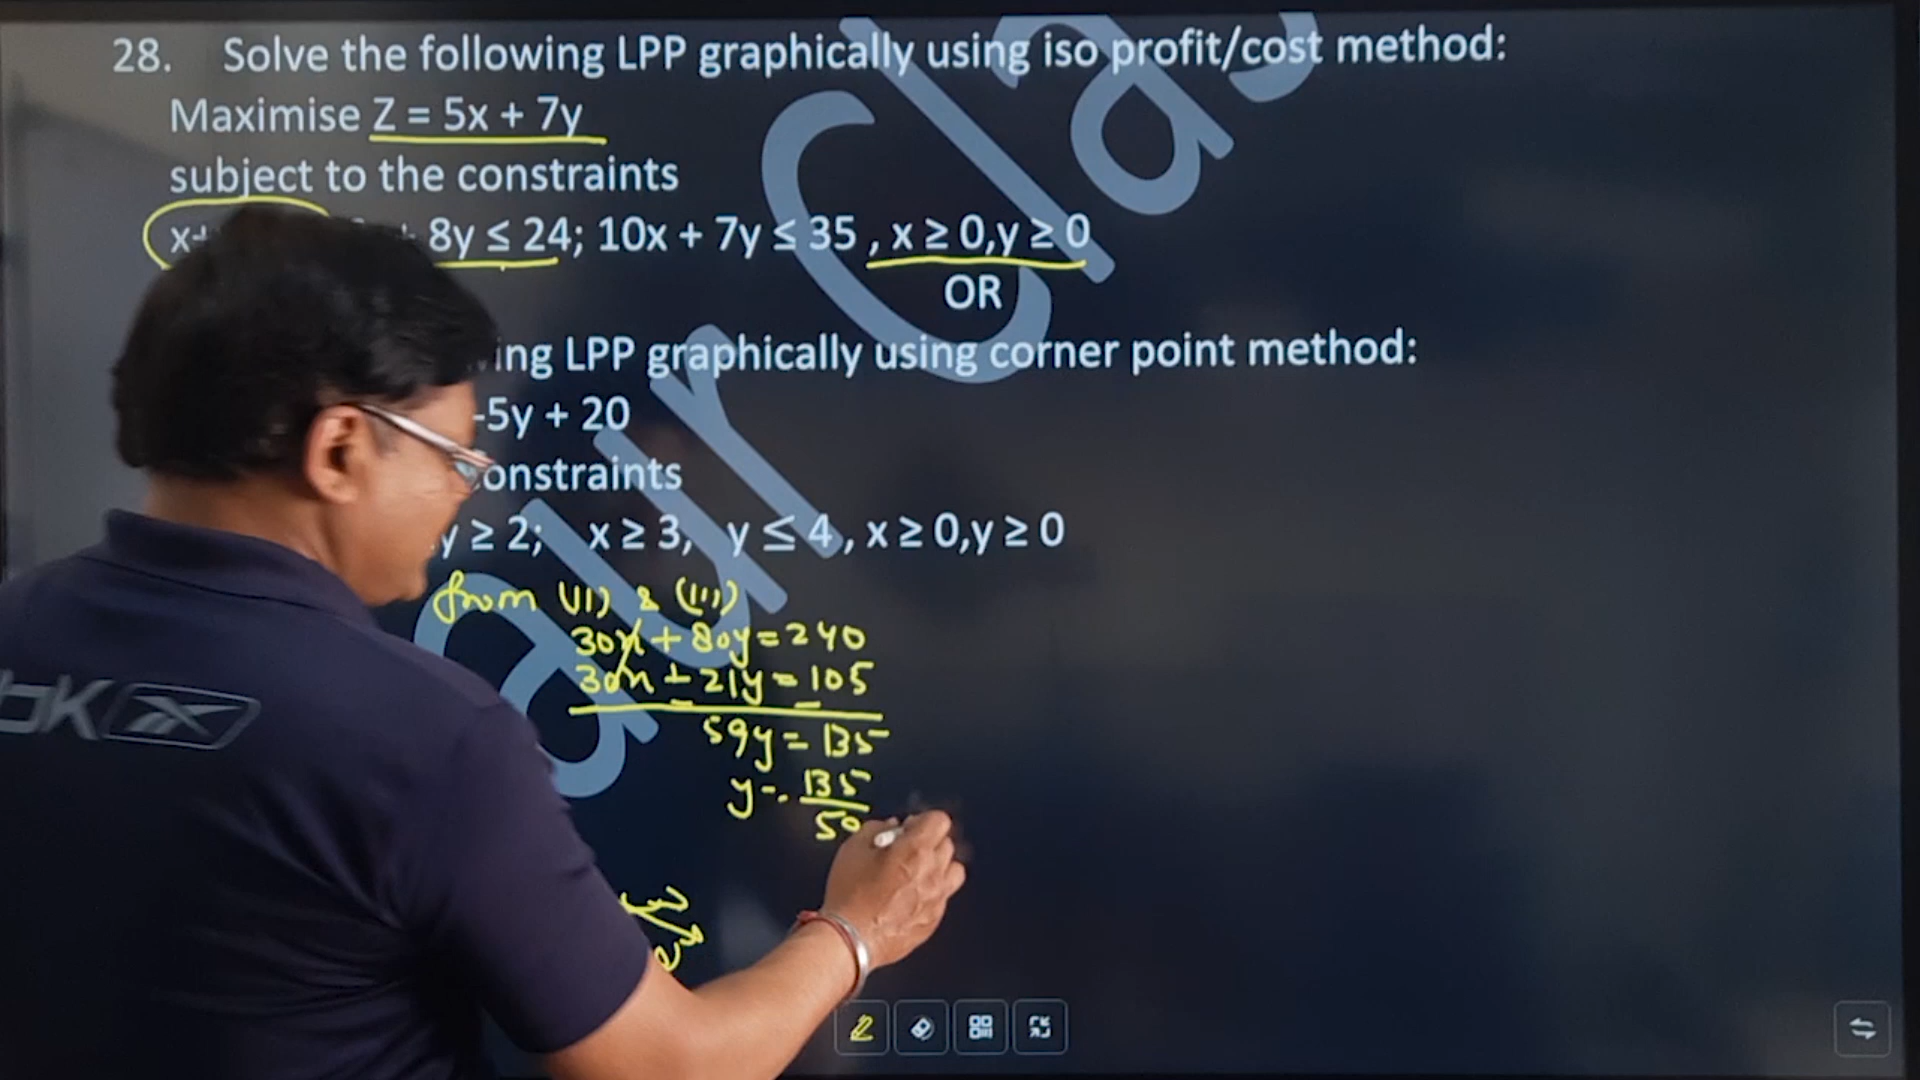 28. Solve the following LPP graphically using iso profit/cost method:
Maximise Z = 5x + 7y
subject to the constraints
x+ + 8y ≤ 24; 10x + 7y ≤ 35 , x ≥ 0,y ≥ 0
OR
ing LPP graphically using corner point method:
-5y + 20
onstraints
y ≥ 2; x ≥ 3, y ≤ 4 , x ≥ 0,y ≥ 0
from (II) & (III)
30x + 80y = 240
30x + 21y = 105
- -
59y = 135
y = 135
59